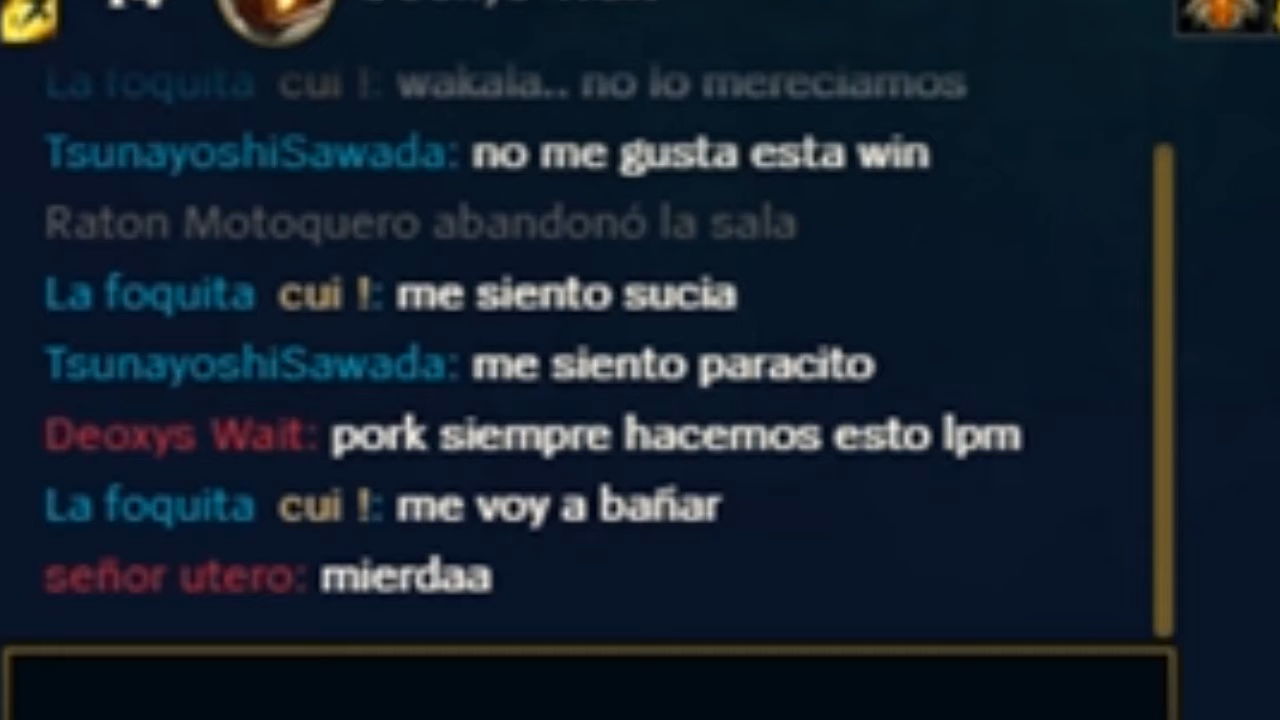 La foquita cui !: wakala.. no lo mereciamos
TsunayoshiSawada: no me gusta esta win
Raton Motoquero abandonó la sala
La foquita cui !: me siento sucia
TsunayoshiSawada: me siento paracito
Deoxys Wait: pork siempre hacemos esto lpm
La foquita cui !: me voy a bañar
señor utero: mierdaa